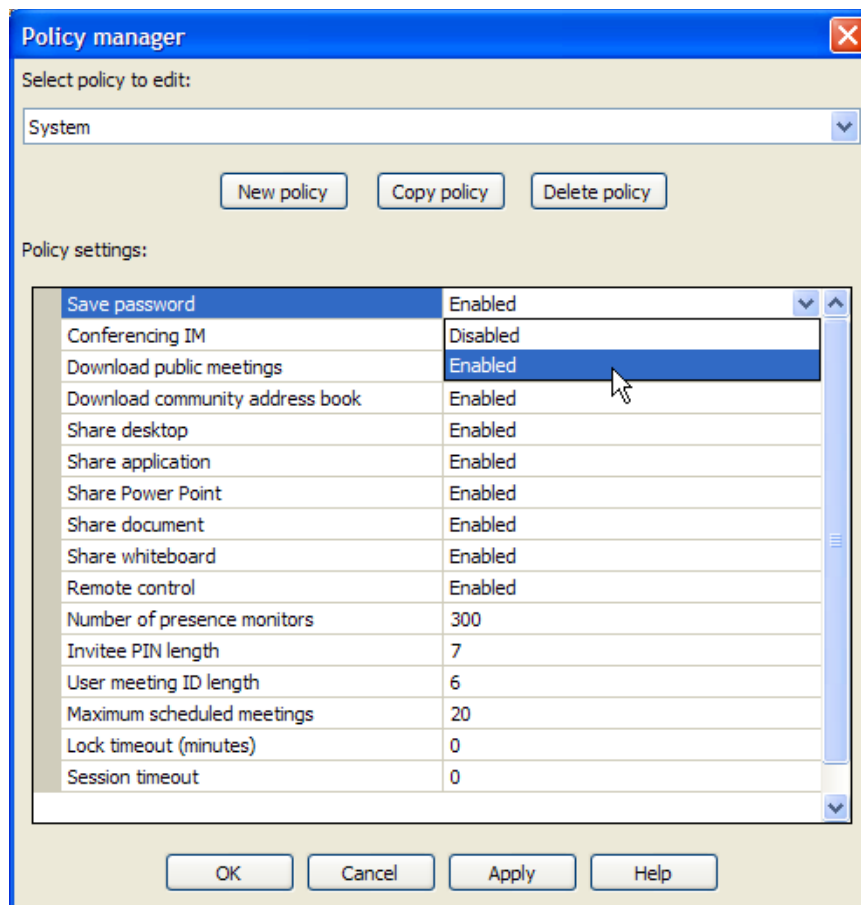 Policy manager
Select policy to edit:
System
New policy Copy policy Delete policy
Policy settings:
Save password Enabled
Conferencing IM Disabled
Download public meetings Enabled
Download community address book Enabled
Share desktop Enabled
Share application Enabled
Share Power Point Enabled
Share document Enabled
Share whiteboard Enabled
Remote control Enabled
Number of presence monitors 300
Invitee PIN length 7
User meeting ID length 6
Maximum scheduled meetings 20
Lock timeout (minutes) 0
Session timeout 0
OK Cancel Apply Help